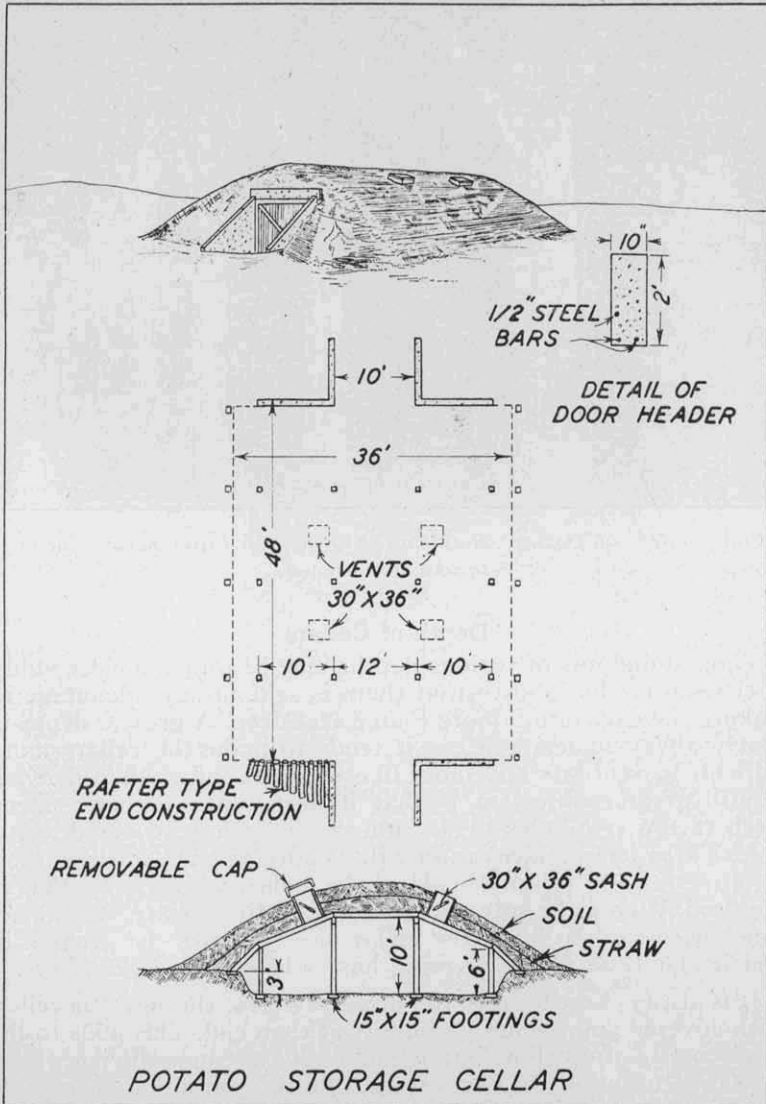 10"
2'
1/2" STEEL
BARS
DETAIL OF
DOOR HEADER
10'
36'
48'
VENTS
30" X 36"
10'
12'
10'
RAFTER TYPE
END CONSTRUCTION
REMOVABLE CAP
30" X 36" SASH
SOIL
STRAW
3'
10'
6'
15" X 15" FOOTINGS
POTATO STORAGE CELLAR